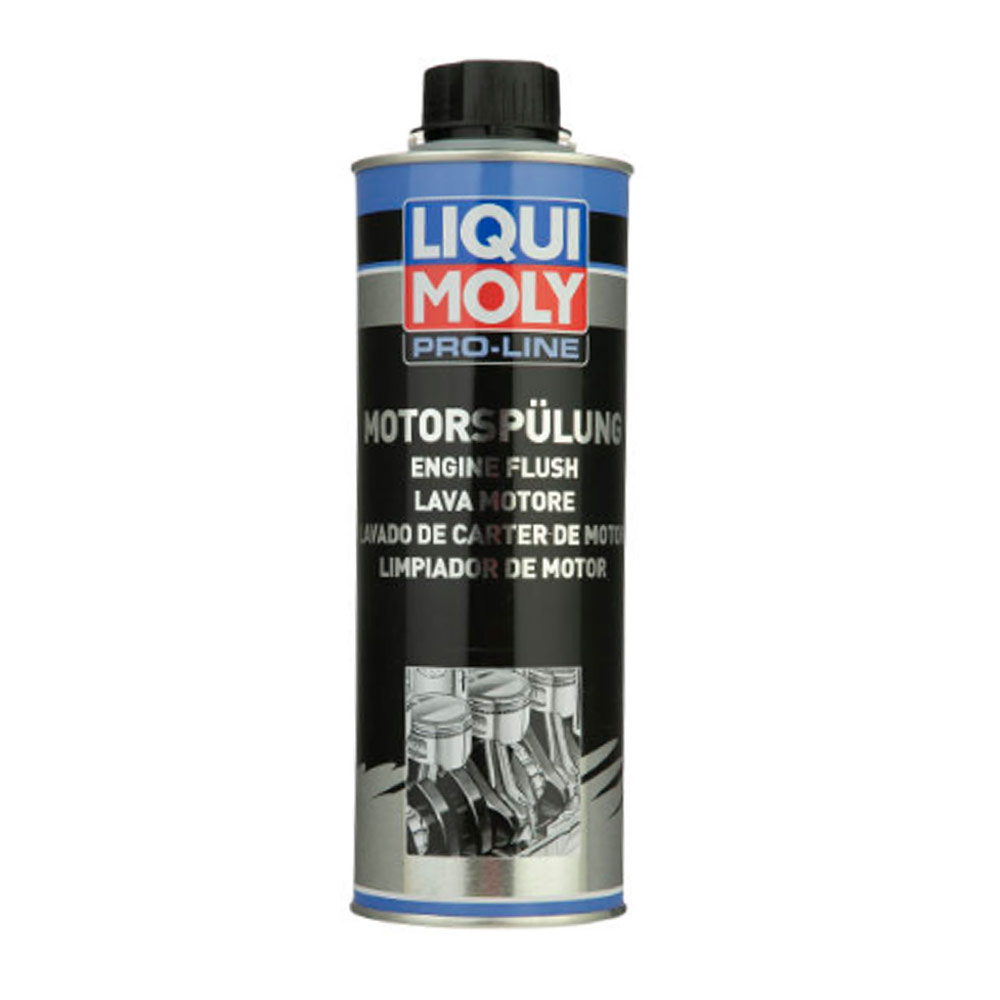 LIQUI
MOLY
PRO-LINE
MOTORSPÜLUNG
ENGINE FLUSH
LAVA MOTORE
LAVADO DE CARTER DE MOTOR
LIMPIADOR DE MOTOR